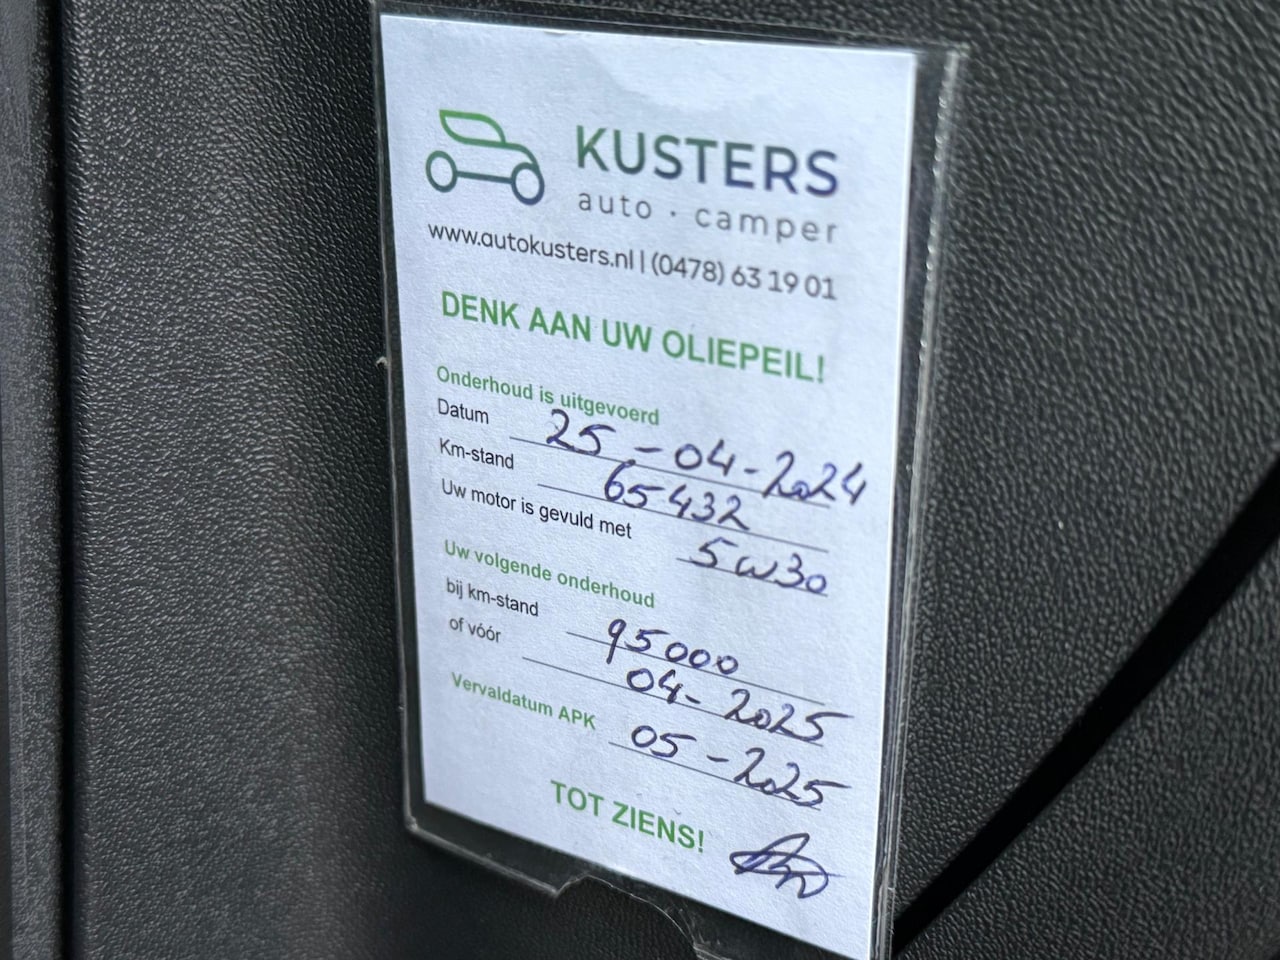 KUSTERS
auto · camper
www.autokusters.nl | (0478) 63 19 01
DENK AAN UW OLIEPEIL!
Onderhoud is uitgevoerd
Datum 25-04-2024
Km-stand 65432
Uw motor is gevuld met 5w30
Uw volgende onderhoud
bij km-stand 95000
of vóór 04-2025
Vervaldatum APK 05-2025
TOT ZIENS!